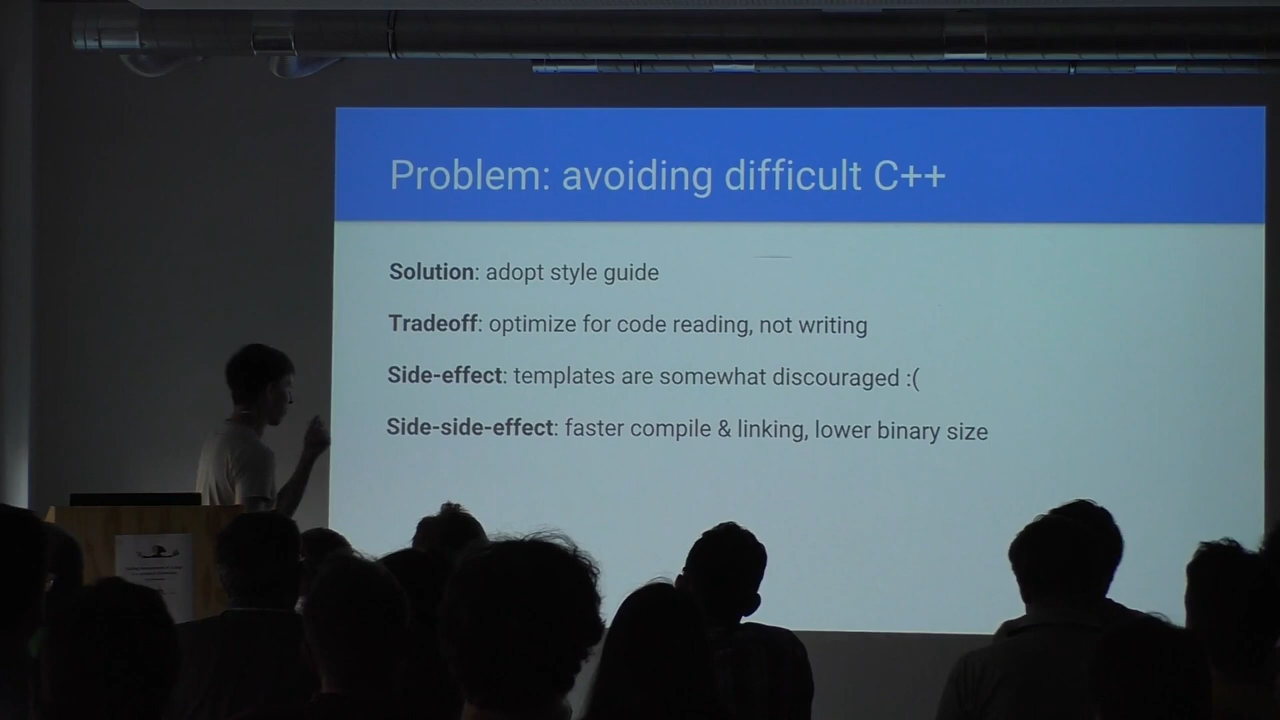 Problem: avoiding difficult C++
Solution: adopt style guide
Tradeoff: optimize for code reading, not writing
Side-effect: templates are somewhat discouraged :(
Side-side-effect: faster compile & linking, lower binary size